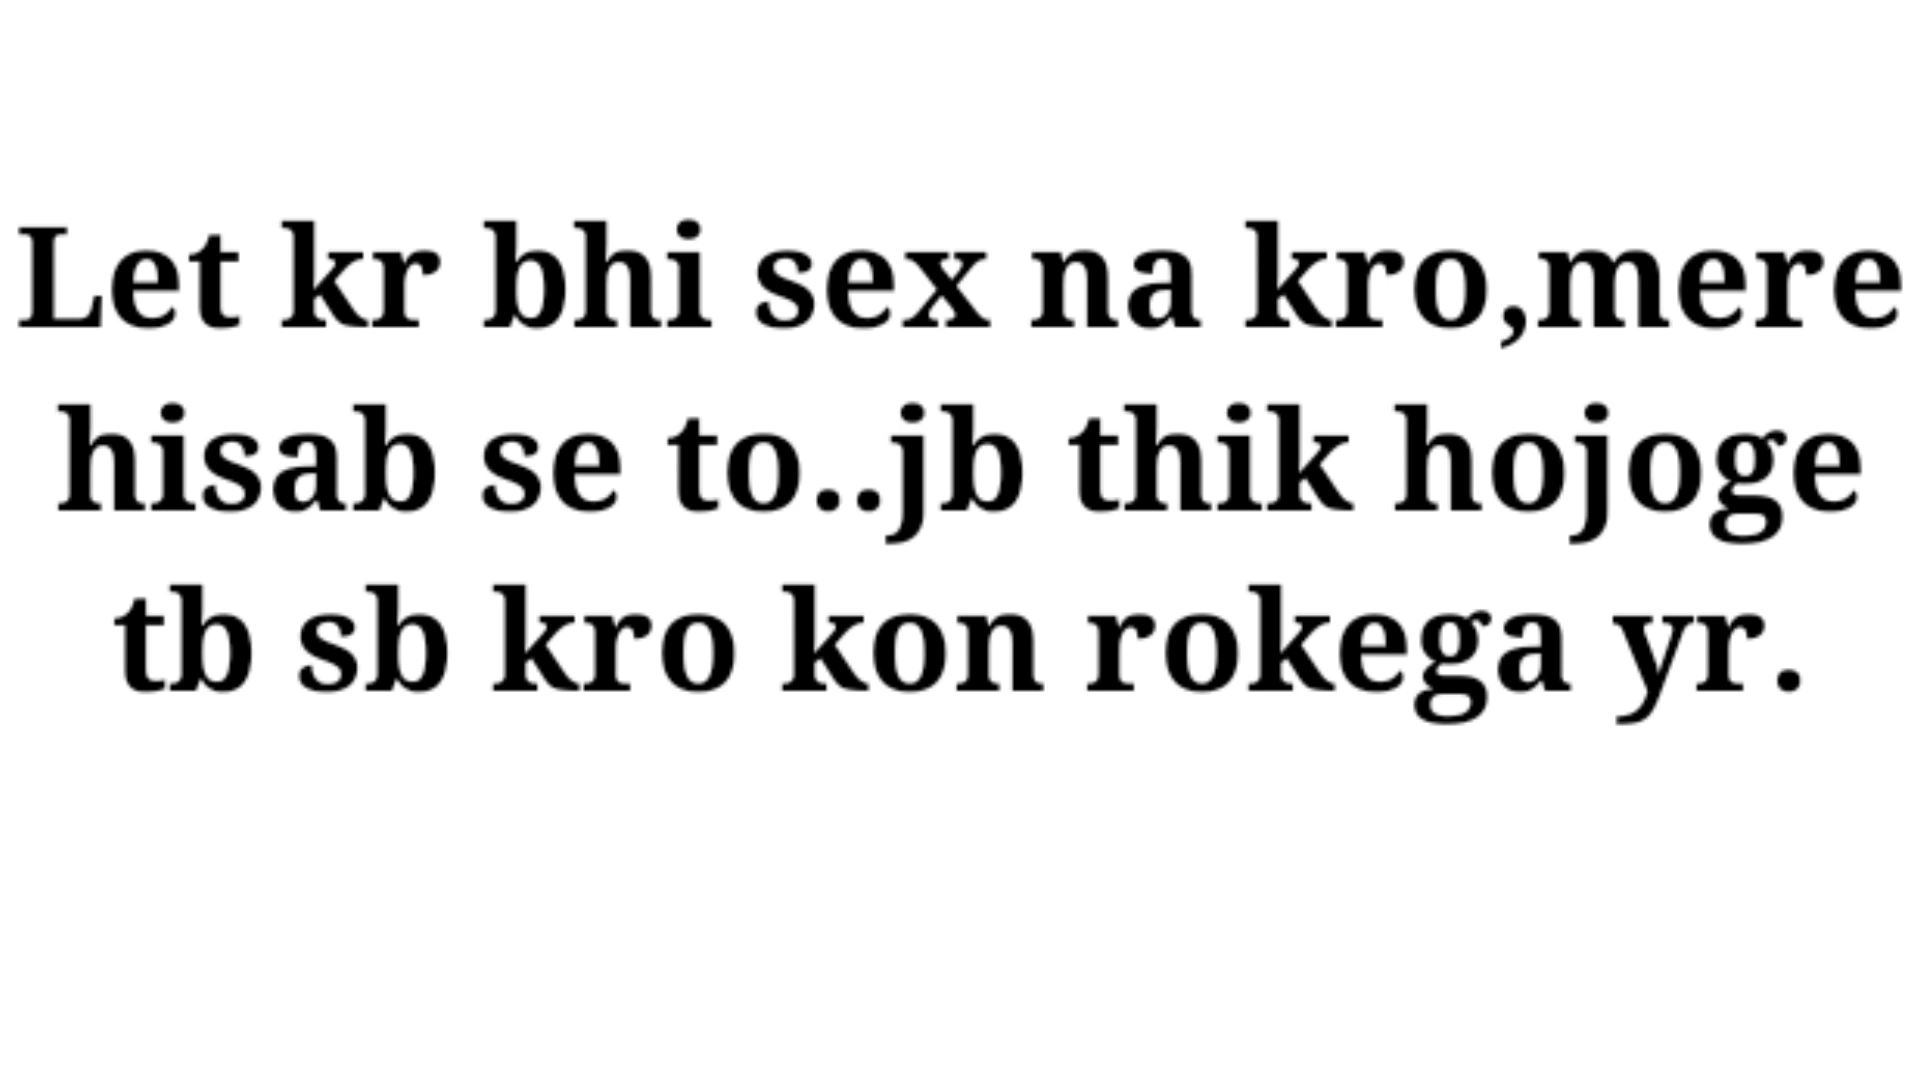 Let kr bhi sex na kro,mere
hisab se to..jb thik hojoge
tb sb kro kon rokega yr.